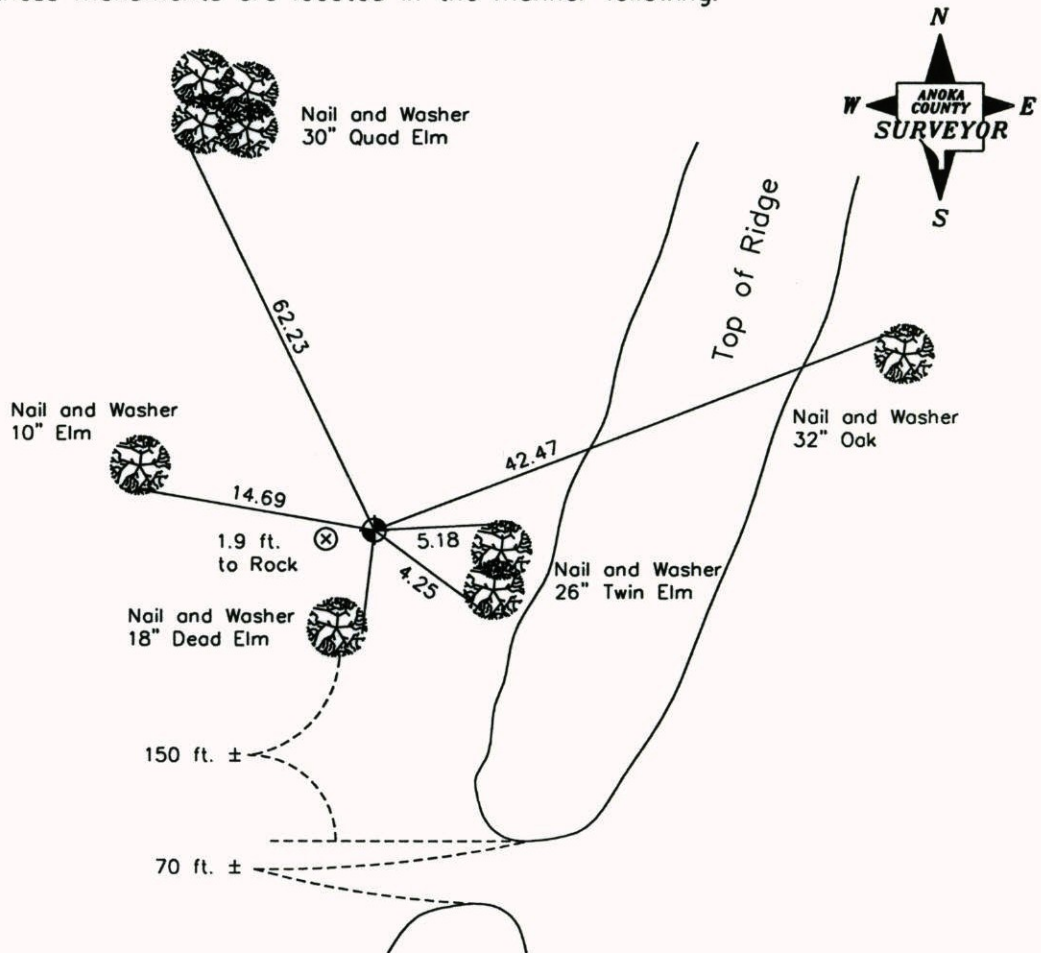 N
W
ANOKA
COUNTY
E
SURVEYOR
S
Nail and Washer
30" Quad Elm
Top of Ridge
62.23
Nail and Washer
10" Elm
Nail and Washer
32" Oak
42.47
14.69
1.9 ft.
to Rock
5.18
4.25
Nail and Washer
26" Twin Elm
Nail and Washer
18" Dead Elm
150 ft. ±
70 ft. ±